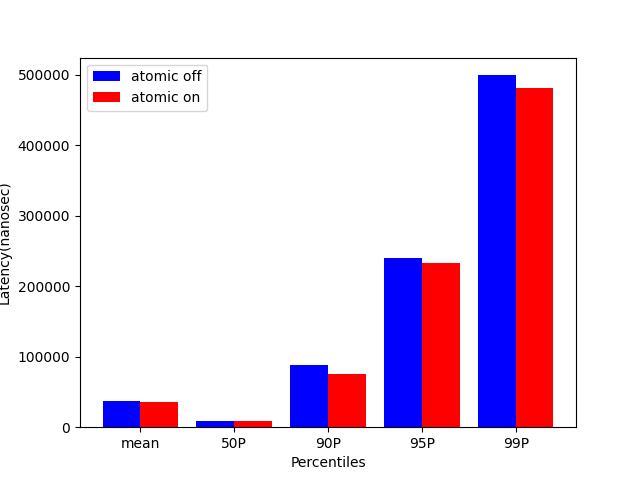 500000
400000
300000
200000
100000
0
Latency(nanosec)
atomic off
atomic on
mean 50P 90P 95P 99P
Percentiles